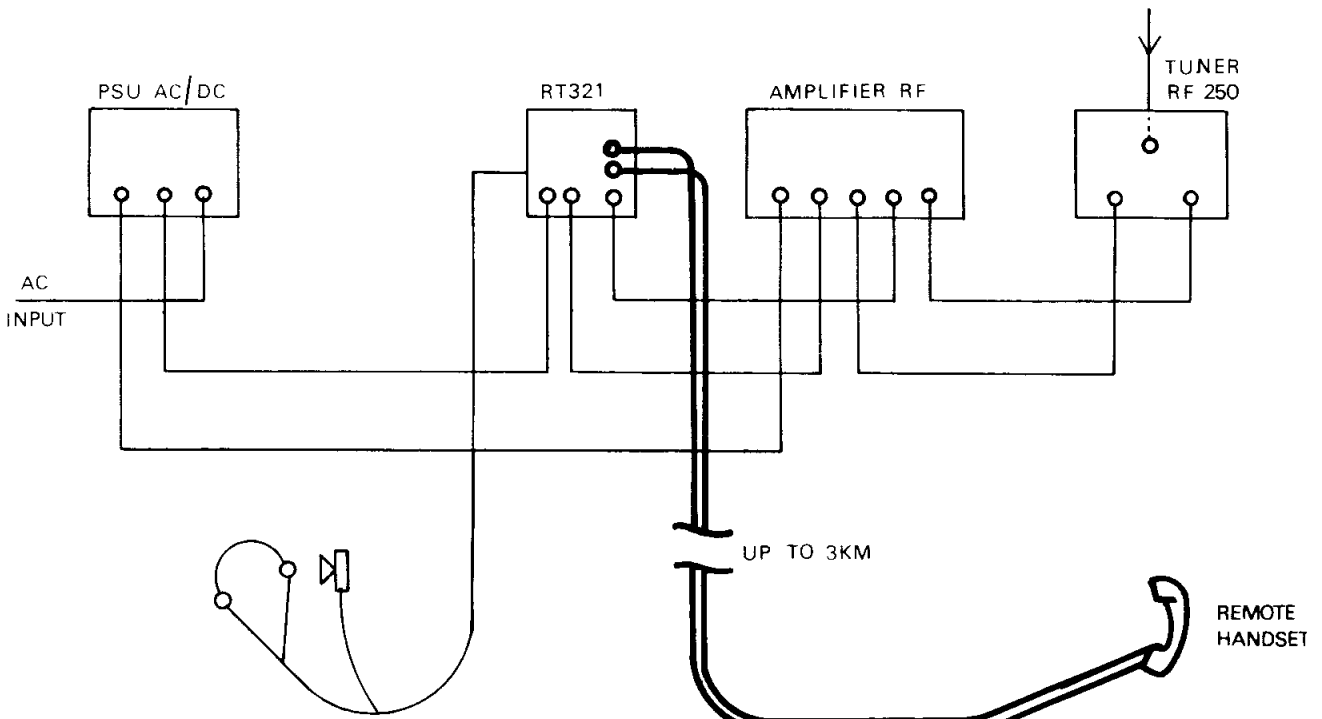 PSU AC/DC
RT321
AMPLIFIER RF
TUNER
RF 250
AC
INPUT
UP TO 3KM
REMOTE
HANDSET